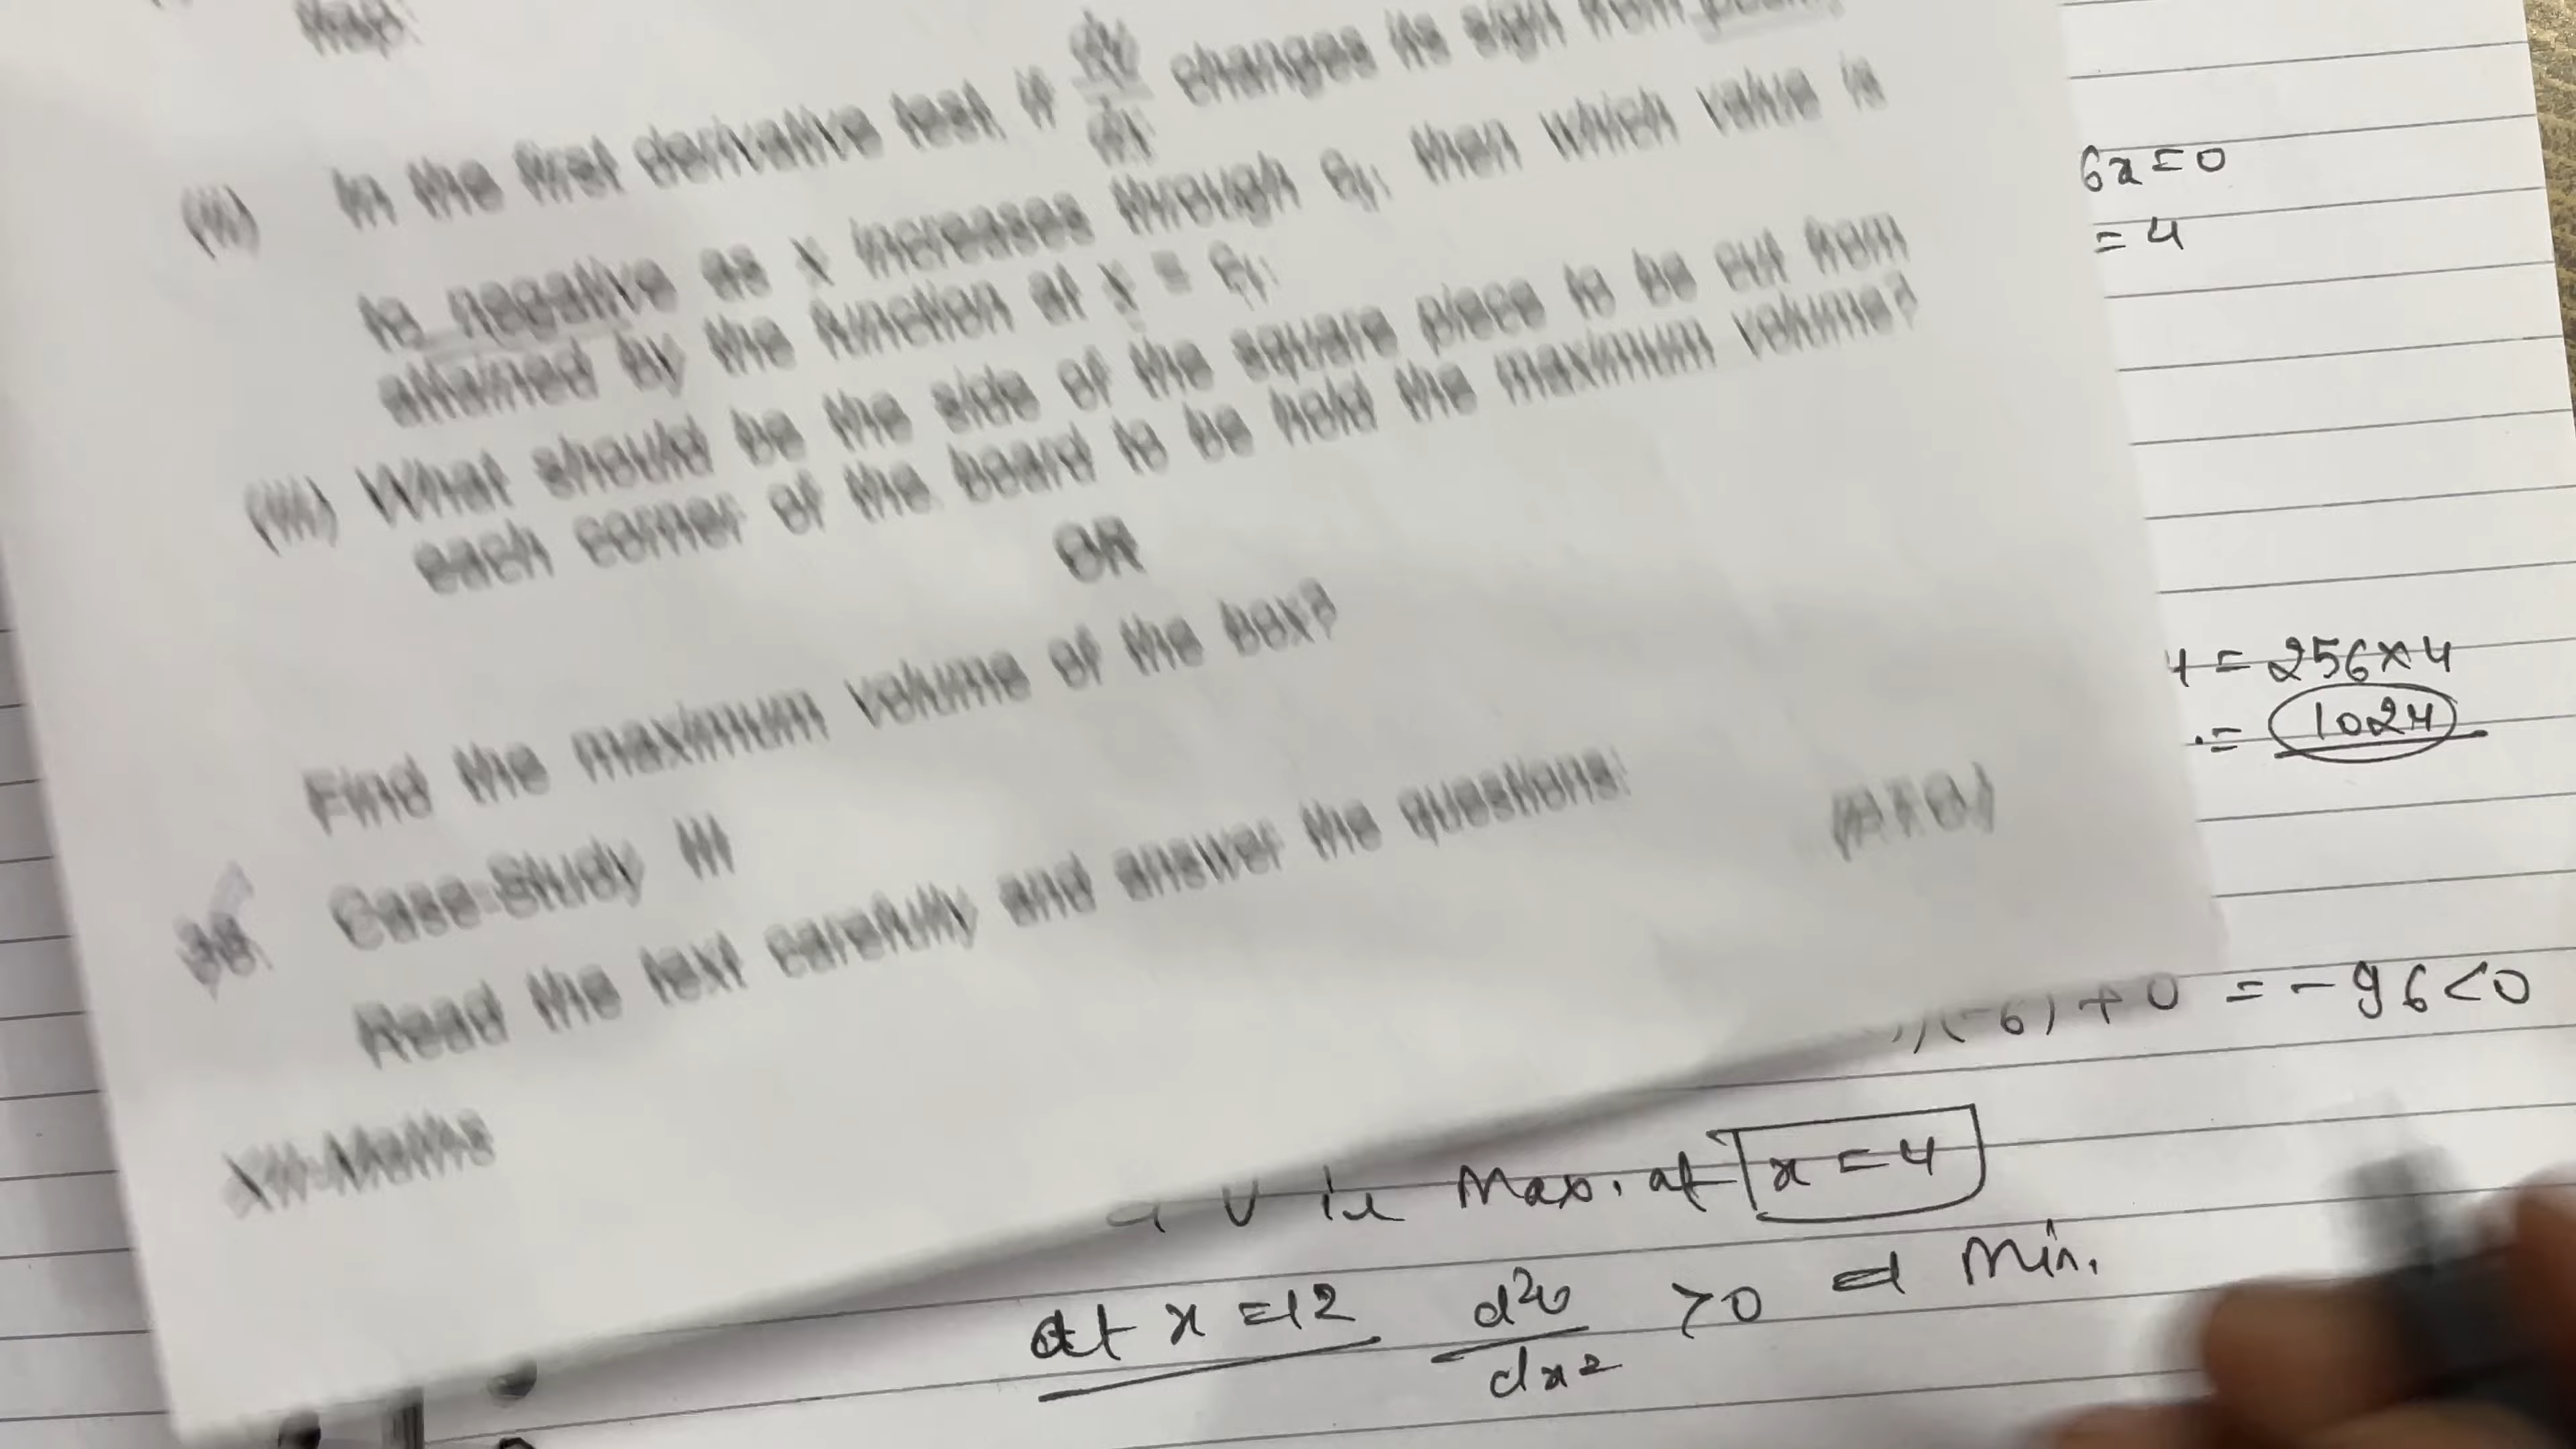 (ii) In the first derivative test, if dV/dx changes its sign from
to negative as x increases through c₁, then which value is
attained by the function at x = c₁.
(iii) What should be the side of the square piece to be cut from
each corner of the board to be hold the maximum volume?
OR
Find the maximum volume of the box?
Case-Study III
Read the text carefully and answer the questions:
(P.T.O.)
XII-Maths
6x = 0
= 4
4 = 256×4
= 1024
(-6) + 0 = -96<0
V is Max. at x = 4
at x = 12 d²v/dx² >0 Min.